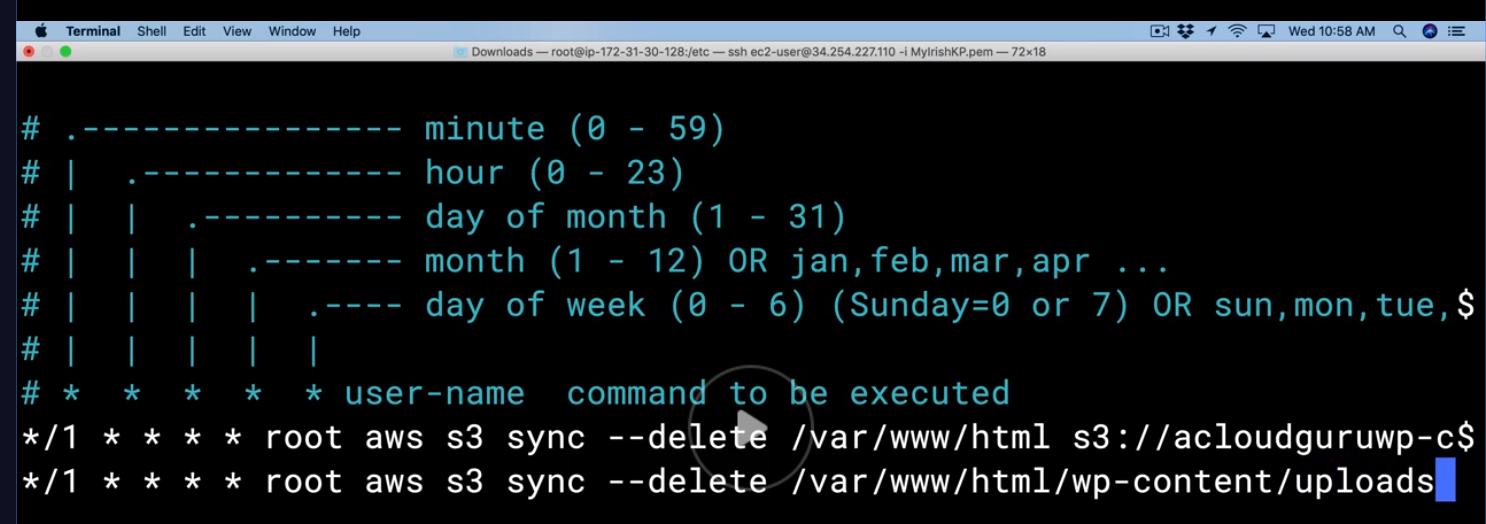 Terminal Shell Edit View Window Help Wed 10:58 AM
Downloads — root@ip-172-31-30-128:/etc — ssh ec2-user@34.254.227.110 -i MyIrishKP.pem — 72×18
# .---------------- minute (0 - 59)
# |  .------------- hour (0 - 23)
# |  |  .---------- day of month (1 - 31)
# |  |  |  .------- month (1 - 12) OR jan,feb,mar,apr ...
# |  |  |  |  .---- day of week (0 - 6) (Sunday=0 or 7) OR sun,mon,tue,$
# |  |  |  |  |
# *  *  *  *  * user-name  command to be executed
*/1 * * * * root aws s3 sync --delete /var/www/html s3://acloudguruwp-c$
*/1 * * * * root aws s3 sync --delete /var/www/html/wp-content/uploads